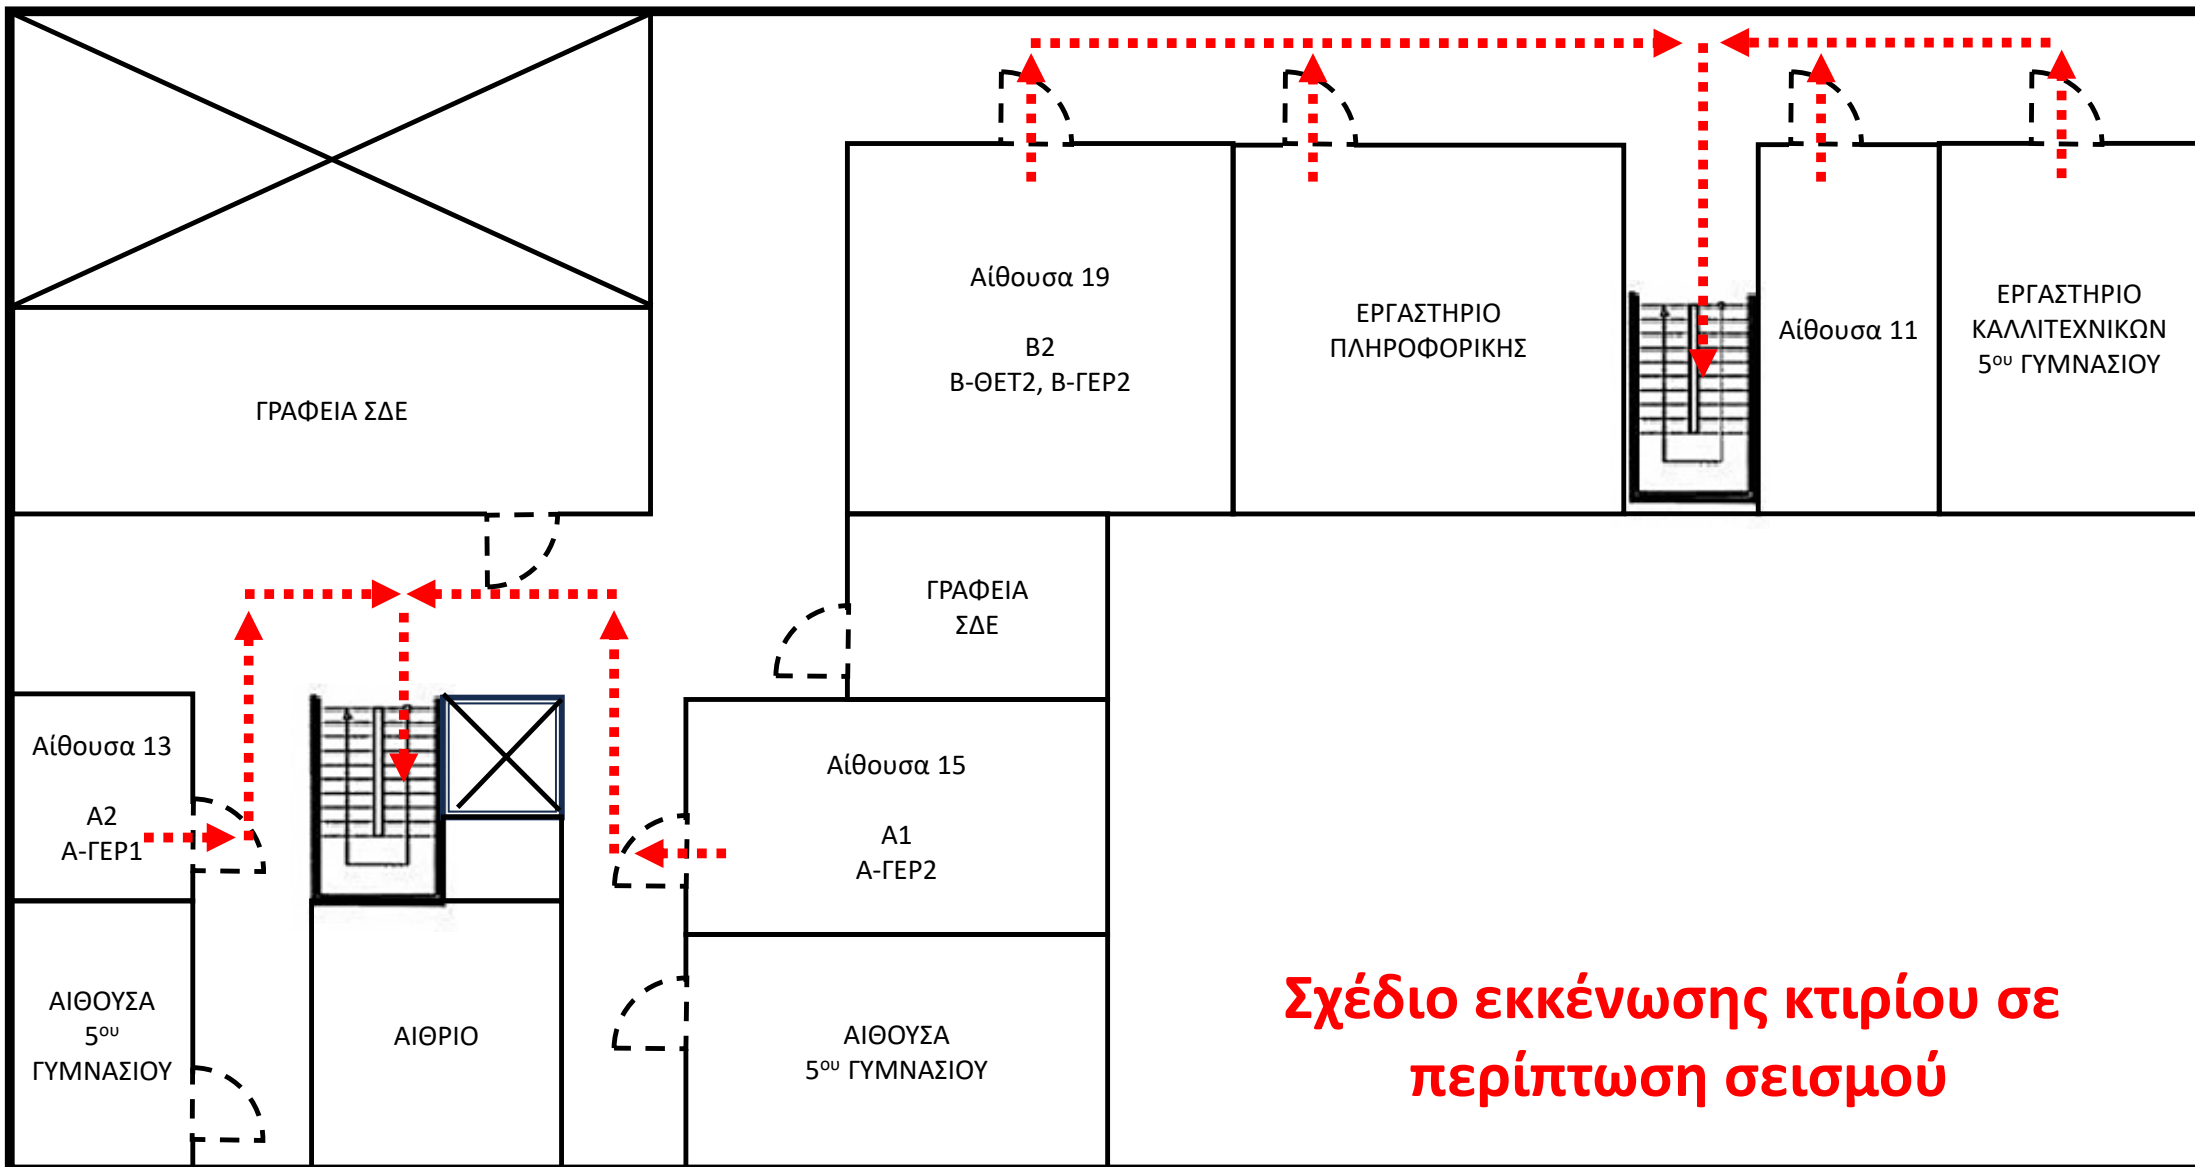 Αίθουσα 19
Β2
Β-ΘΕΤ2, Β-ΓΕΡ2
ΕΡΓΑΣΤΗΡΙΟ
ΠΛΗΡΟΦΟΡΙΚΗΣ
Αίθουσα 11
ΕΡΓΑΣΤΗΡΙΟ
ΚΑΛΛΙΤΕΧΝΙΚΩΝ
5ου ΓΥΜΝΑΣΙΟΥ
ΓΡΑΦΕΙΑ ΣΔΕ
ΓΡΑΦΕΙΑ
ΣΔΕ
Αίθουσα 13
Α2
Α-ΓΕΡ1
Αίθουσα 15
Α1
Α-ΓΕΡ2
ΑΙΘΟΥΣΑ
5ου
ΓΥΜΝΑΣΙΟΥ
ΑΙΘΡΙΟ
ΑΙΘΟΥΣΑ
5ου ΓΥΜΝΑΣΙΟΥ
Σχέδιο εκκένωσης κτιρίου σε
περίπτωση σεισμού